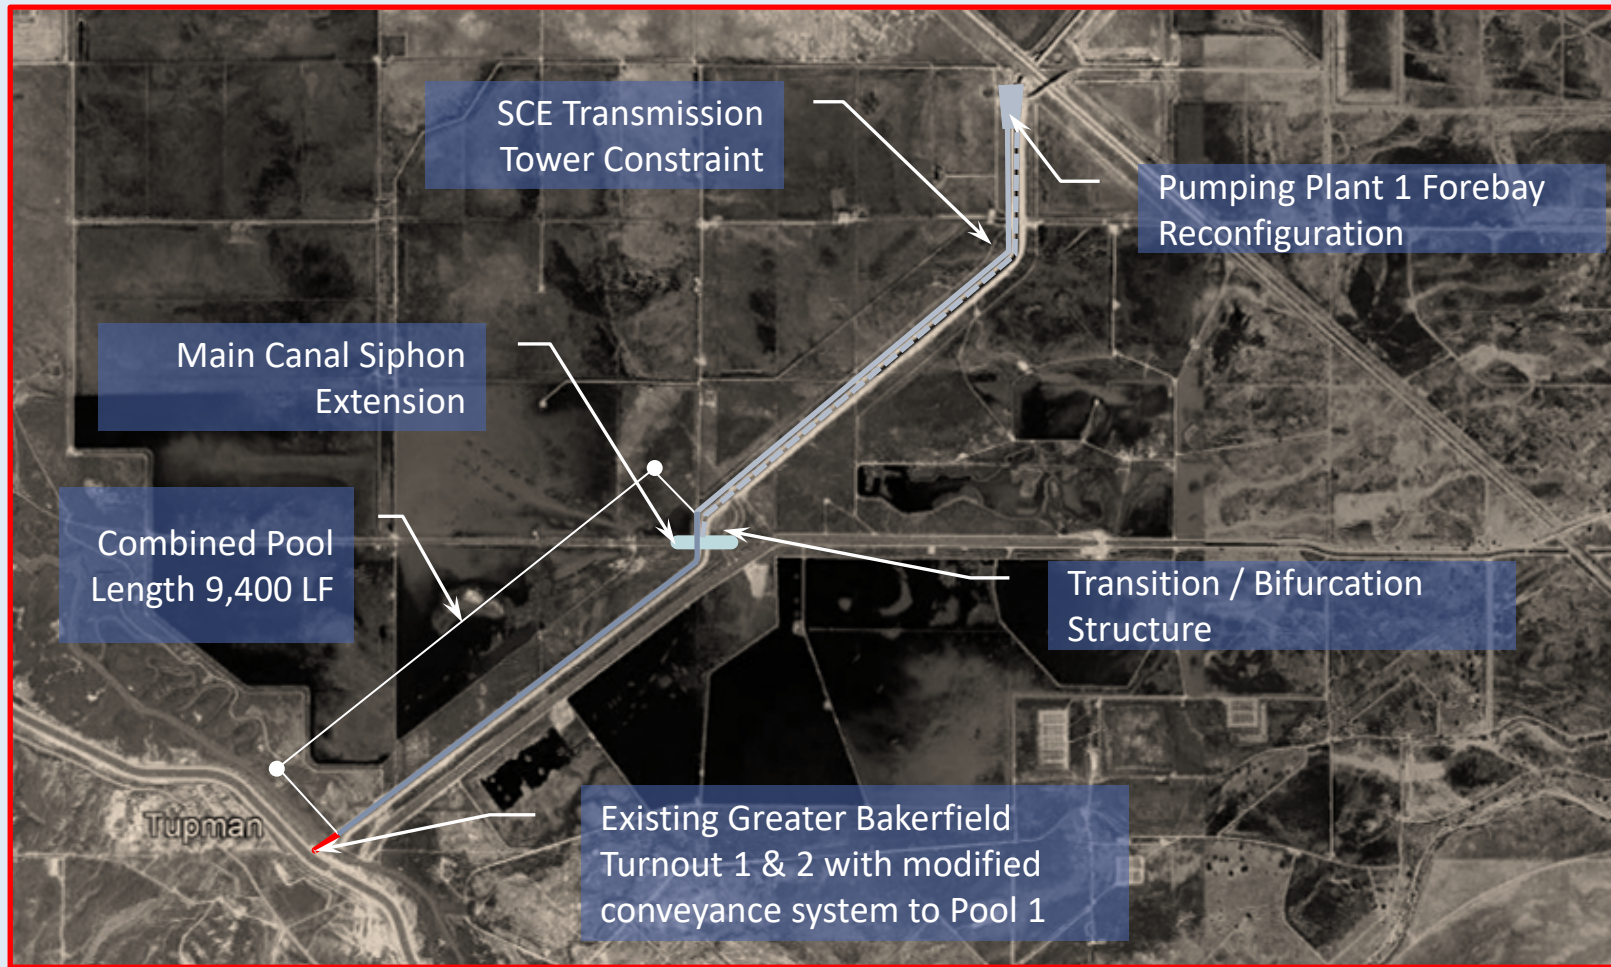 SCE Transmission
Tower Constraint
Pumping Plant 1 Forebay
Reconfiguration
Main Canal Siphon
Extension
Combined Pool
Length 9,400 LF
Transition / Bifurcation
Structure
Tupman
Existing Greater Bakerfield
Turnout 1 & 2 with modified
conveyance system to Pool 1